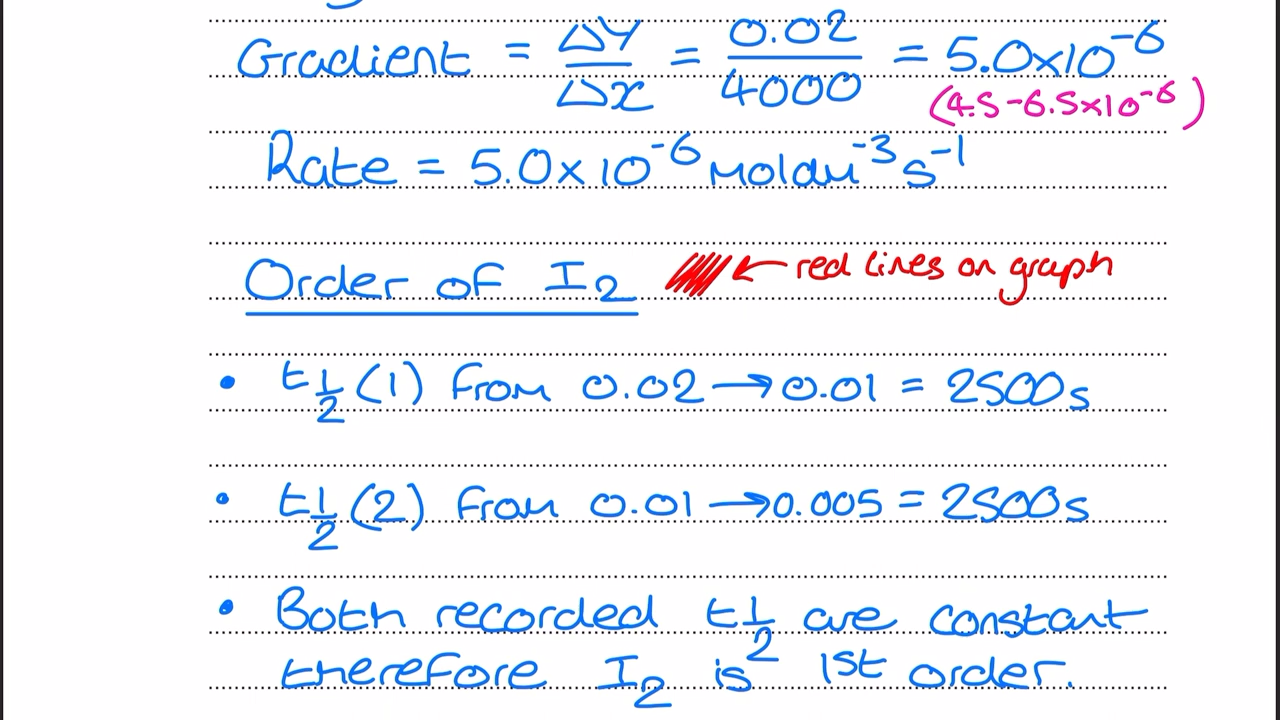 Gradient = ΔY/Δx = 0.02/4000 = 5.0x10⁻⁶
(4.5-6.5x10⁻⁶)
Rate = 5.0x10⁻⁶ moldm⁻³s⁻¹
Order of I₂ ← red lines on graph
• t½(1) from 0.02 → 0.01 = 2500s
• t½(2) from 0.01 → 0.005 = 2500s
• Both recorded t½ are constant
therefore I₂ is 1st order.